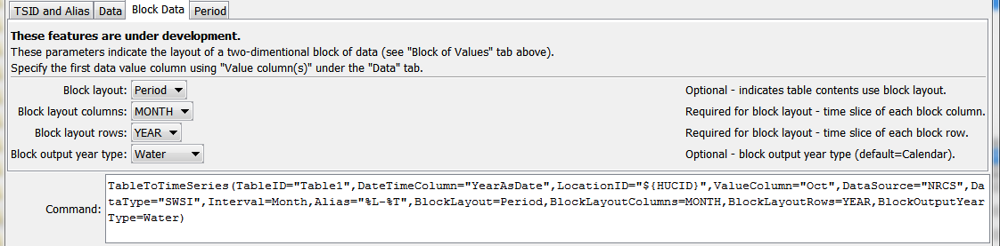 TSID and Alias Data Block Data Period
These features are under development.
These parameters indicate the layout of a two-dimentional block of data (see "Block of Values" tab above).
Specify the first data value column using "Value column(s)" under the "Data" tab.
Block layout: Period Optional - indicates table contents use block layout.
Block layout columns: MONTH Required for block layout - time slice of each block column.
Block layout rows: YEAR Required for block layout - time slice of each block row.
Block output year type: Water Optional - block output year type (default=Calendar).
Command:
TableToTimeSeries(TableID="Table1",DateTimeColumn="YearAsDate",LocationID="${HUCID}",ValueColumn="Oct",DataSource="NRCS",Da
taType="SWSI",Interval=Month,Alias="%L-%T",BlockLayout=Period,BlockLayoutColumns=MONTH,BlockLayoutRows=YEAR,BlockOutputYear
Type=Water)